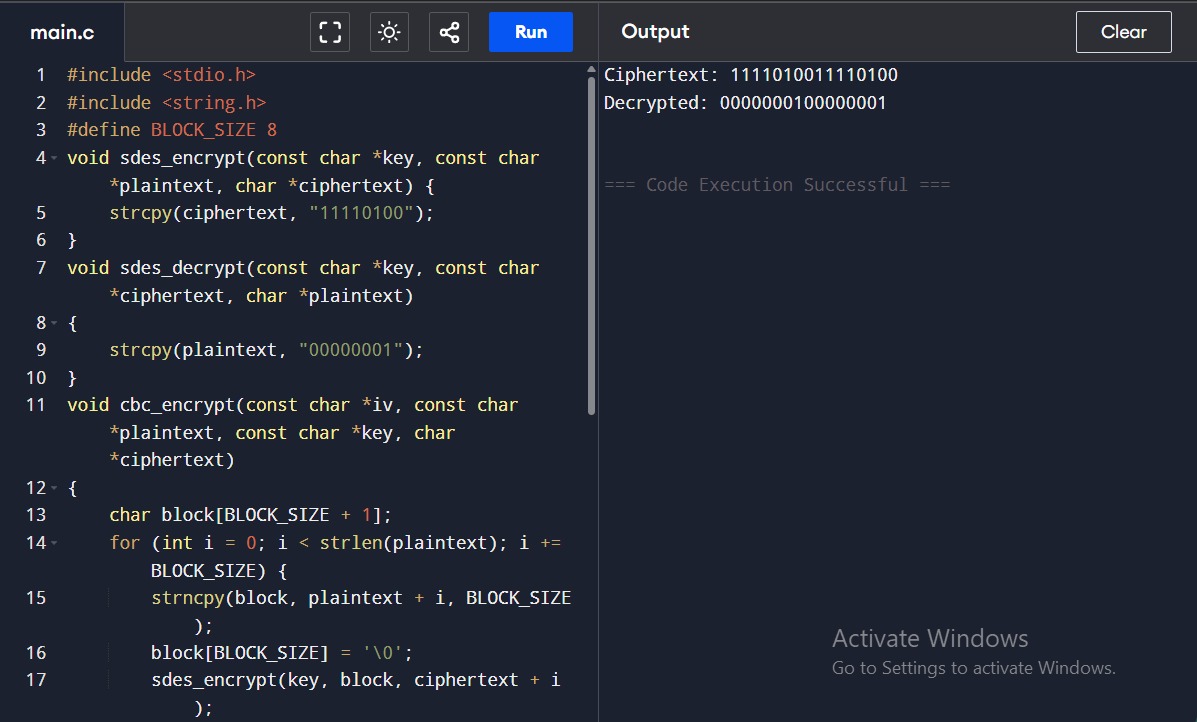 main.c
Run
Output
Clear
1 #include <stdio.h>
2 #include <string.h>
3 #define BLOCK_SIZE 8
4 void sdes_encrypt(const char *key, const char
*plaintext, char *ciphertext) {
5 strcpy(ciphertext, "11110100");
6 }
7 void sdes_decrypt(const char *key, const char
*ciphertext, char *plaintext)
8 {
9 strcpy(plaintext, "00000001");
10 }
11 void cbc_encrypt(const char *iv, const char
*plaintext, const char *key, char
*ciphertext)
12 {
13 char block[BLOCK_SIZE + 1];
14 for (int i = 0; i < strlen(plaintext); i +=
BLOCK_SIZE) {
15 strncpy(block, plaintext + i, BLOCK_SIZE
);
16 block[BLOCK_SIZE] = '\0';
17 sdes_encrypt(key, block, ciphertext + i
);
Ciphertext: 1111010011110100
Decrypted: 0000000100000001
=== Code Execution Successful ===
Activate Windows
Go to Settings to activate Windows.